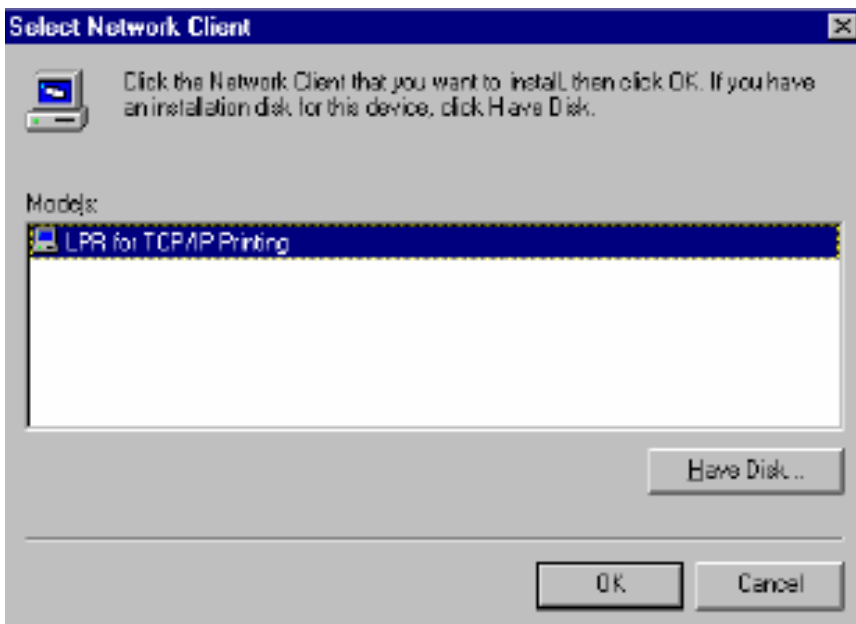 Select Network Client
Click the Network Client that you want to install, then click OK. If you have
an installation disk for this device, click Have Disk.
Models:
LPR for TCP/IP Printing
Have Disk...
OK
Cancel